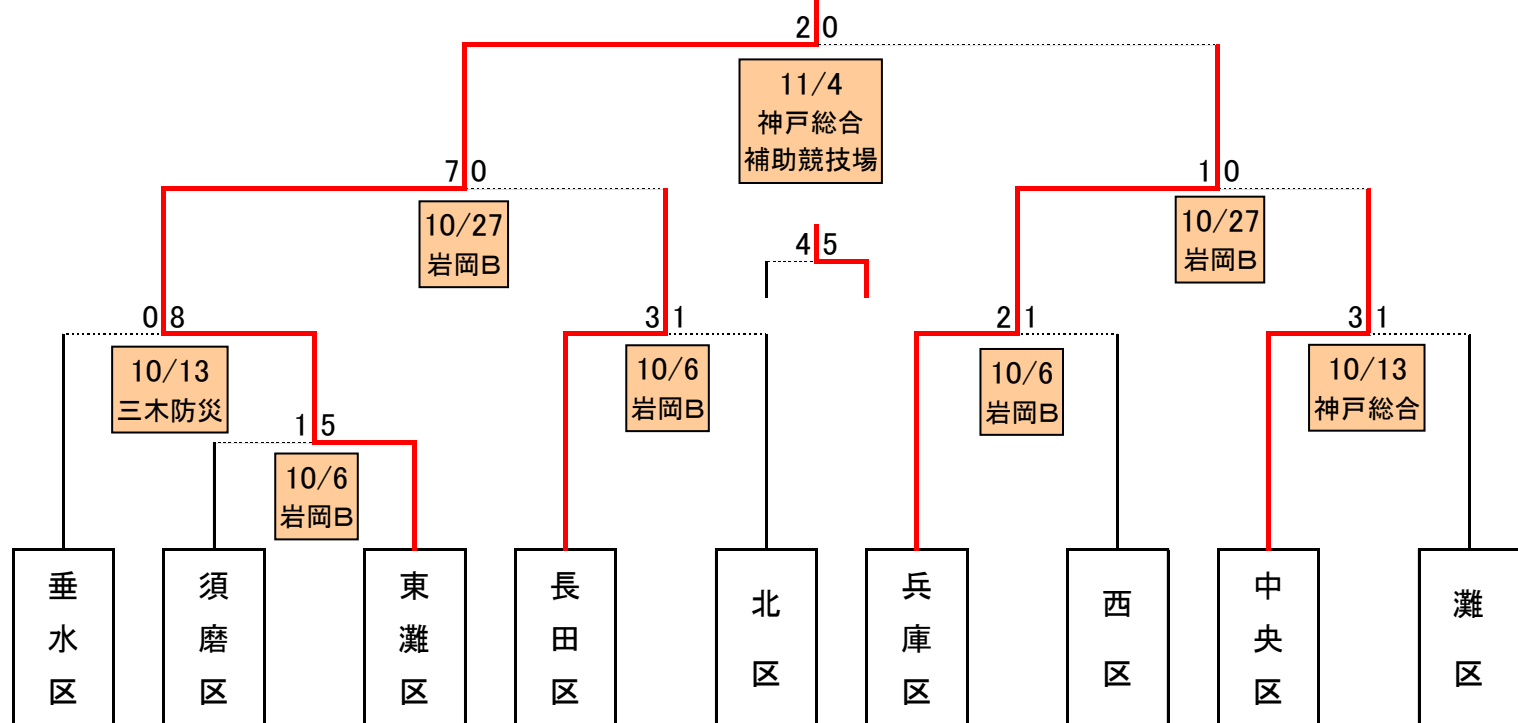 2 0
11/4
神戸総合
補助競技場
7 0
1 0
10/27
岩岡B
10/27
岩岡B
4 5
0 8
3 1
2 1
3 1
10/13
三木防災
10/6
岩岡B
10/6
岩岡B
10/13
神戸総合
1 5
10/6
岩岡B
垂水区
須磨区
東灘区
長田区
北区
兵庫区
西区
中央区
灘区